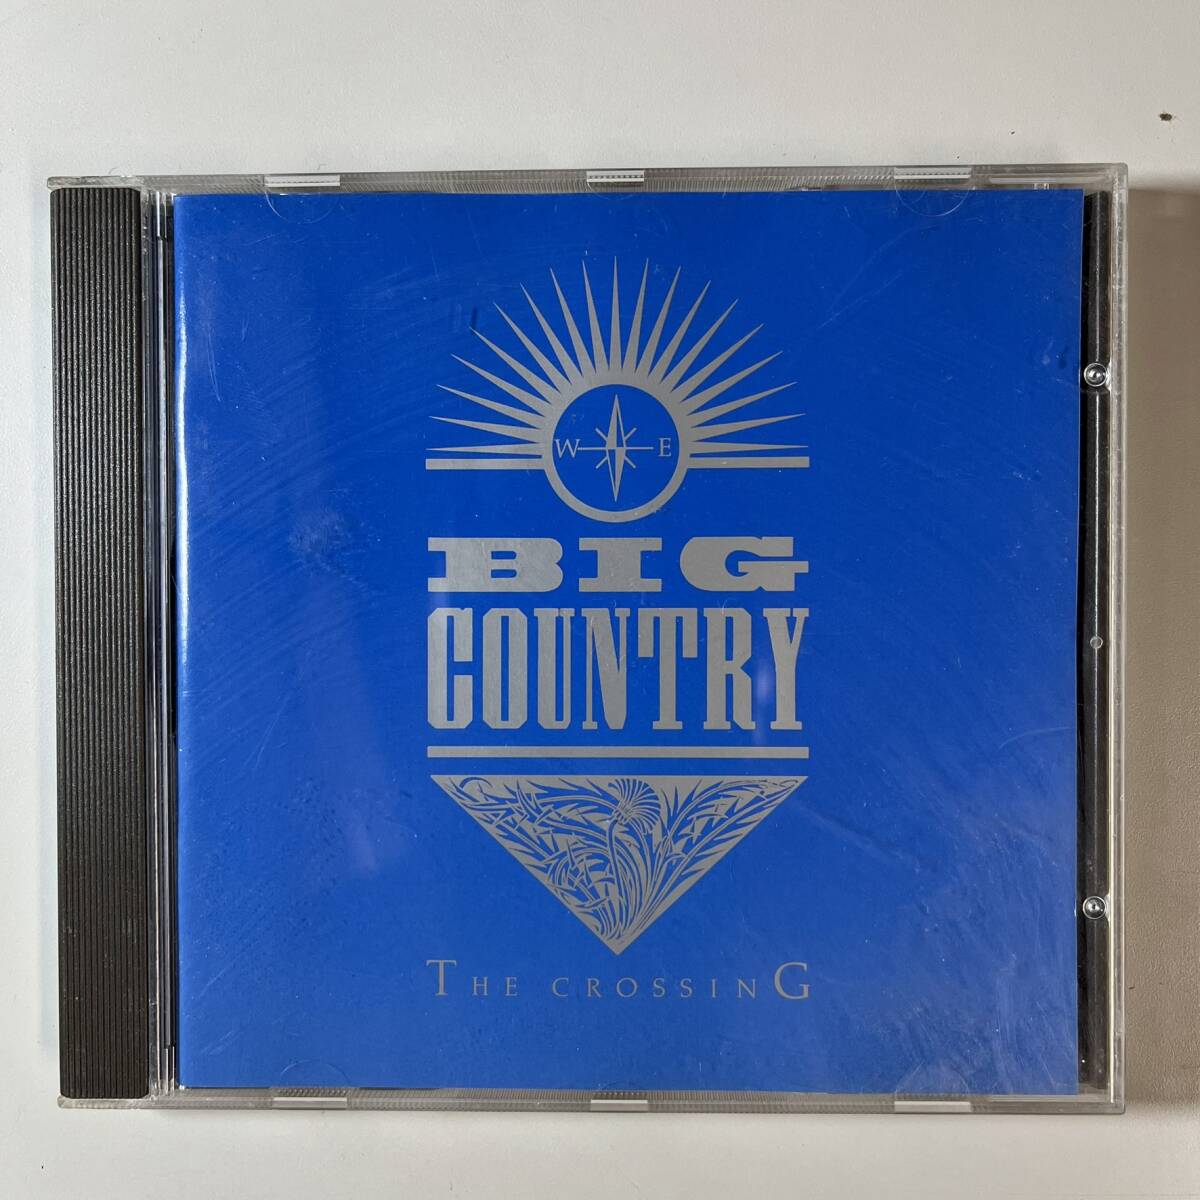 W E
BIG
COUNTRY
THE CROSSING